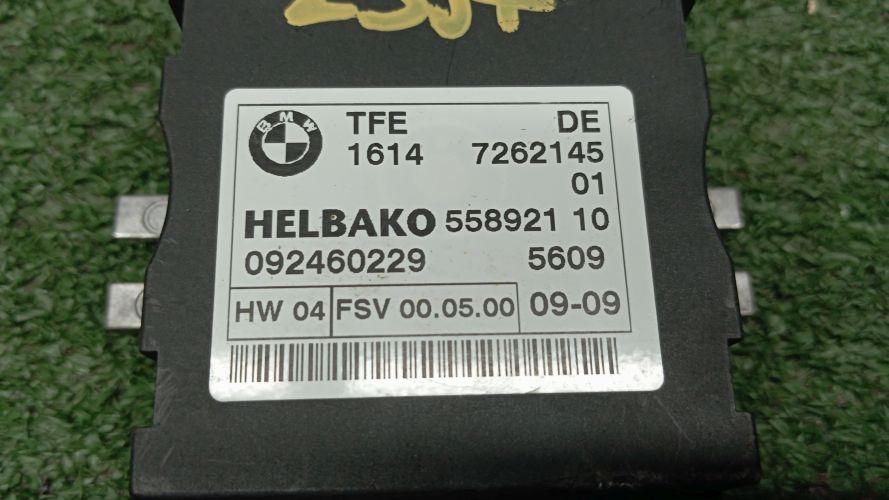 BMW TFE DE
1614 7262145
01
HELBAKO 558921 10
092460229 5609
HW 04 FSV 00.05.00 09-09